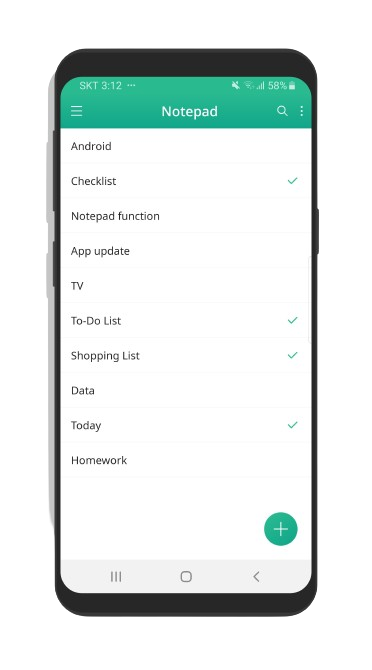 SKT 3:12 ··· 58%
Notepad
Android
Checklist
Notepad function
App update
TV
To-Do List
Shopping List
Data
Today
Homework